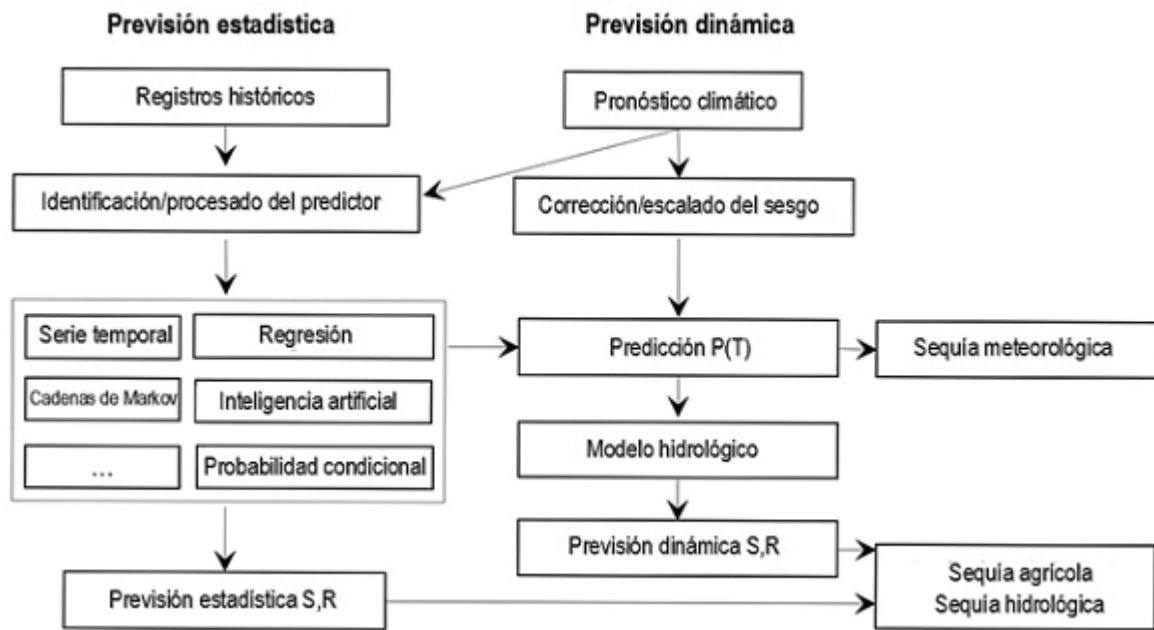 Previsión estadística
Previsión dinámica
Registros históricos
Pronóstico climático
Identificación/procesado del predictor
Corrección/escalado del sesgo
Serie temporal
Regresión
Predicción P(T)
Sequía meteorológica
Cadenas de Markov
Inteligencia artificial
Modelo hidrológico
...
Probabilidad condicional
Previsión dinámica S,R
Previsión estadística S,R
Sequía agrícola
Sequía hidrológica